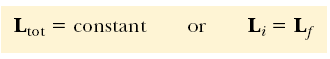 L_tot = constant or L_i = L_f